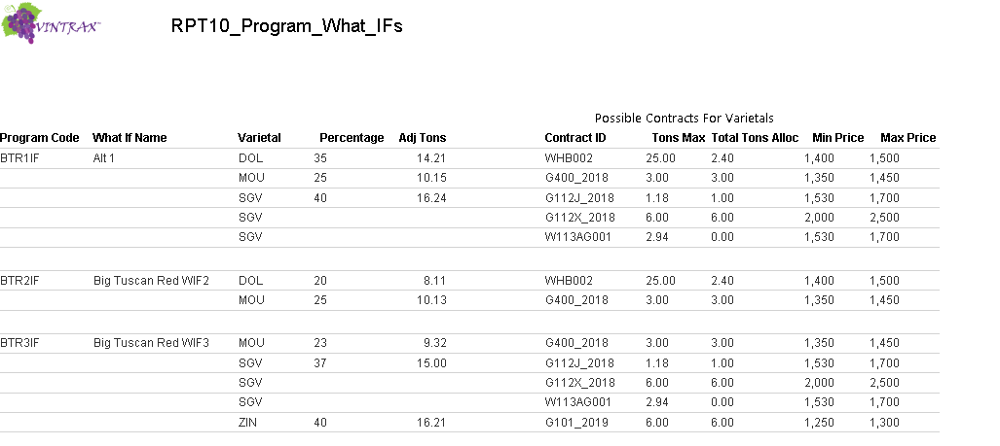 VINTRAX RPT10_Program_What_IFs
Possible Contracts For Varietals
Program Code What If Name Varietal Percentage Adj Tons Contract ID Tons Max Total Tons Alloc Min Price Max Price
BTR1IF Alt 1 DOL 35 14.21 WHB002 25.00 2.40 1,400 1,500
MOU 25 10.15 G400_2018 3.00 3.00 1,350 1,450
SGV 40 16.24 G112J_2018 1.18 1.00 1,530 1,700
SGV G112X_2018 6.00 6.00 2,000 2,500
SGV W113AG001 2.94 0.00 1,530 1,700
BTR2IF Big Tuscan Red WIF2 DOL 20 8.11 WHB002 25.00 2.40 1,400 1,500
MOU 25 10.13 G400_2018 3.00 3.00 1,350 1,450
BTR3IF Big Tuscan Red WIF3 MOU 23 9.32 G400_2018 3.00 3.00 1,350 1,450
SGV 37 15.00 G112J_2018 1.18 1.00 1,530 1,700
SGV G112X_2018 6.00 6.00 2,000 2,500
SGV W113AG001 2.94 0.00 1,530 1,700
ZIN 40 16.21 G101_2019 6.00 6.00 1,250 1,300